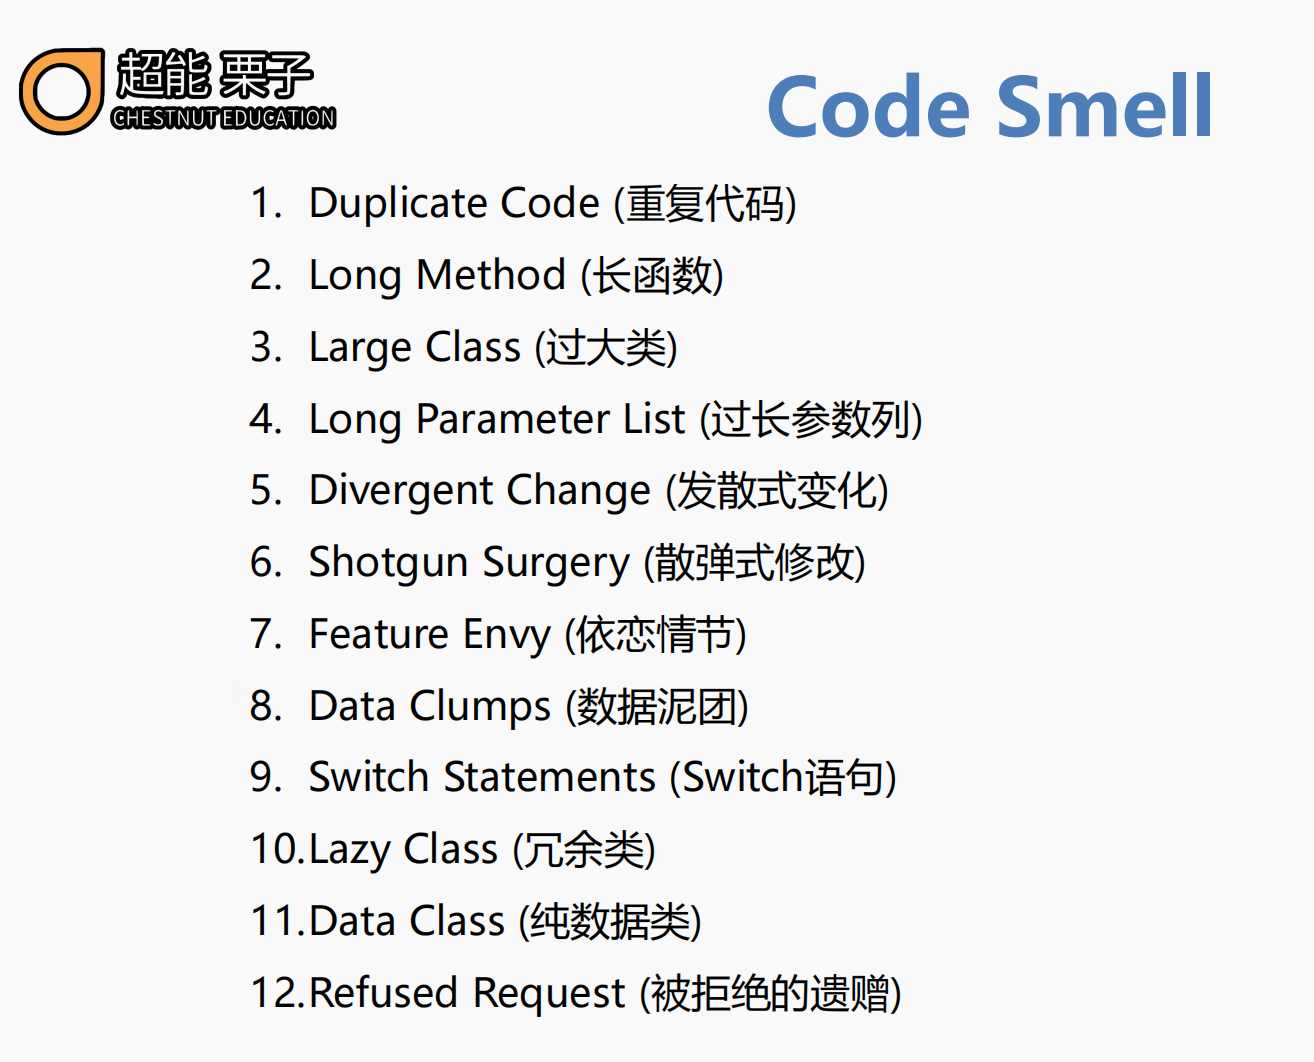 超能 栗子
CHESTNUT EDUCATION
Code Smell
1. Duplicate Code (重复代码)
2. Long Method (长函数)
3. Large Class (过大类)
4. Long Parameter List (过长参数列)
5. Divergent Change (发散式变化)
6. Shotgun Surgery (散弹式修改)
7. Feature Envy (依恋情节)
8. Data Clumps (数据泥团)
9. Switch Statements (Switch语句)
10. Lazy Class (冗余类)
11. Data Class (纯数据类)
12. Refused Request (被拒绝的遗赠)